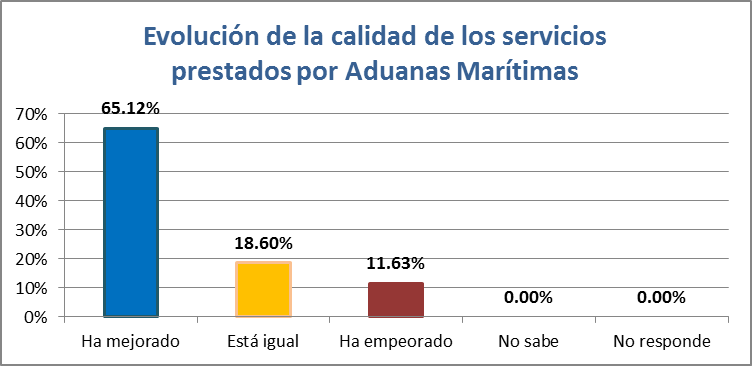 Evolución de la calidad de los servicios
prestados por Aduanas Marítimas
70%
60%
50%
40%
30%
20%
10%
0%
65.12%
18.60%
11.63%
0.00%
0.00%
Ha mejorado
Está igual
Ha empeorado
No sabe
No responde